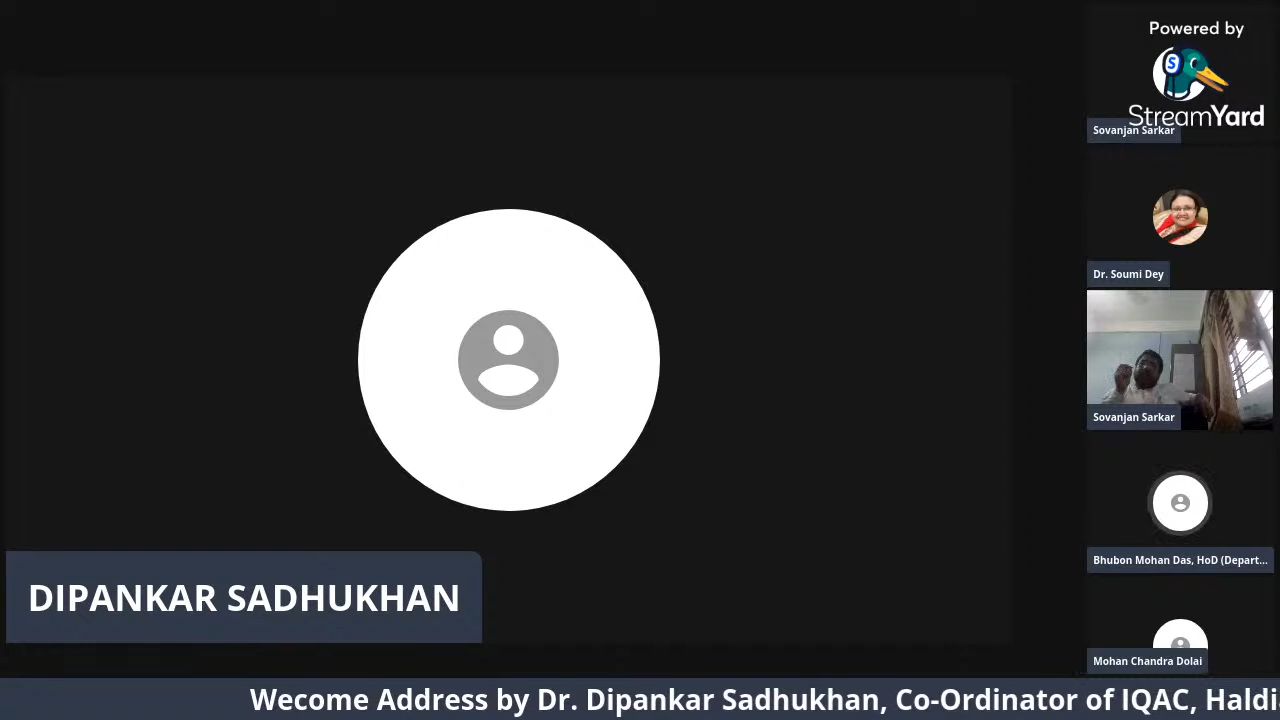 Powered by
StreamYard
Sovanjan Sarkar
Dr. Soumi Dey
Sovanjan Sarkar
Bhubon Mohan Das, HoD (Depart...
Mohan Chandra Dolai
DIPANKAR SADHUKHAN
Wecome Address by Dr. Dipankar Sadhukhan, Co-Ordinator of IQAC, Haldi